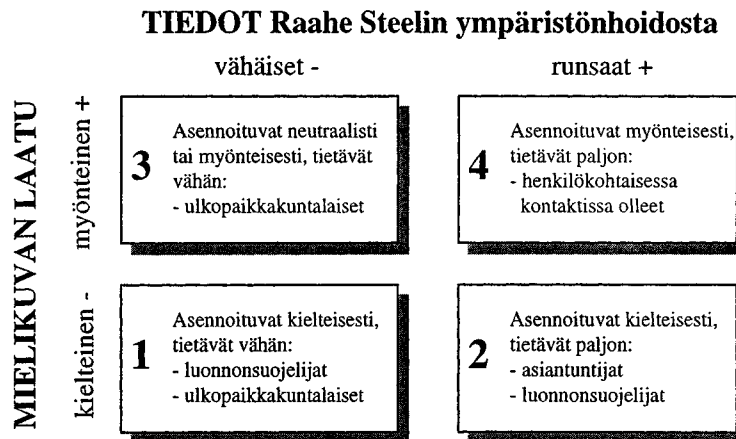 TIEDOT Raahe Steelin ympäristönhoidosta
vähäiset -
runsaat +
MIELIKUVAN LAATU
myönteinen +
3
Asennoituvat neutraalisti
tai myönteisesti, tietävät
vähän:
- ulkopaikkakuntalaiset
4
Asennoituvat myönteisesti,
tietävät paljon:
- henkilökohtaisessa
kontaktissa olleet
kielteinen -
1
Asennoituvat kielteisesti,
tietävät vähän:
- luonnonsuojelijat
- ulkopaikkakuntalaiset
2
Asennoituvat kielteisesti,
tietävät paljon:
- asiantuntijat
- luonnonsuojelijat